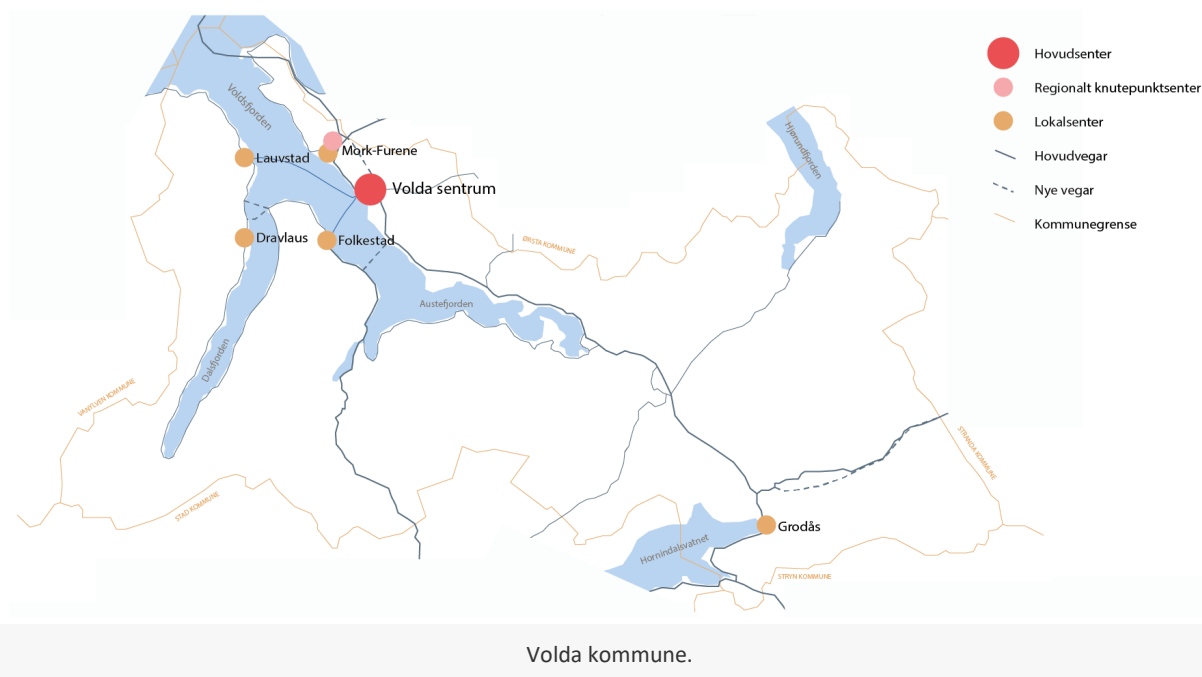 Voldsfjorden
Lauvstad
Mork-Furene
Volda sentrum
Dravlaus
Folkestad
ØRSTA KOMMUNE
Austefjorden
Dalsfjorden
Hjørundfjorden
VANYLVEN KOMMUNE
STAD KOMMUNE
STRANDA KOMMUNE
Grodås
Hornindalsvatnet
STRYN KOMMUNE
Hovudsenter
Regionalt knutepunktsenter
Lokalsenter
Hovudvegar
Nye vegar
Kommunegrense
Volda kommune.